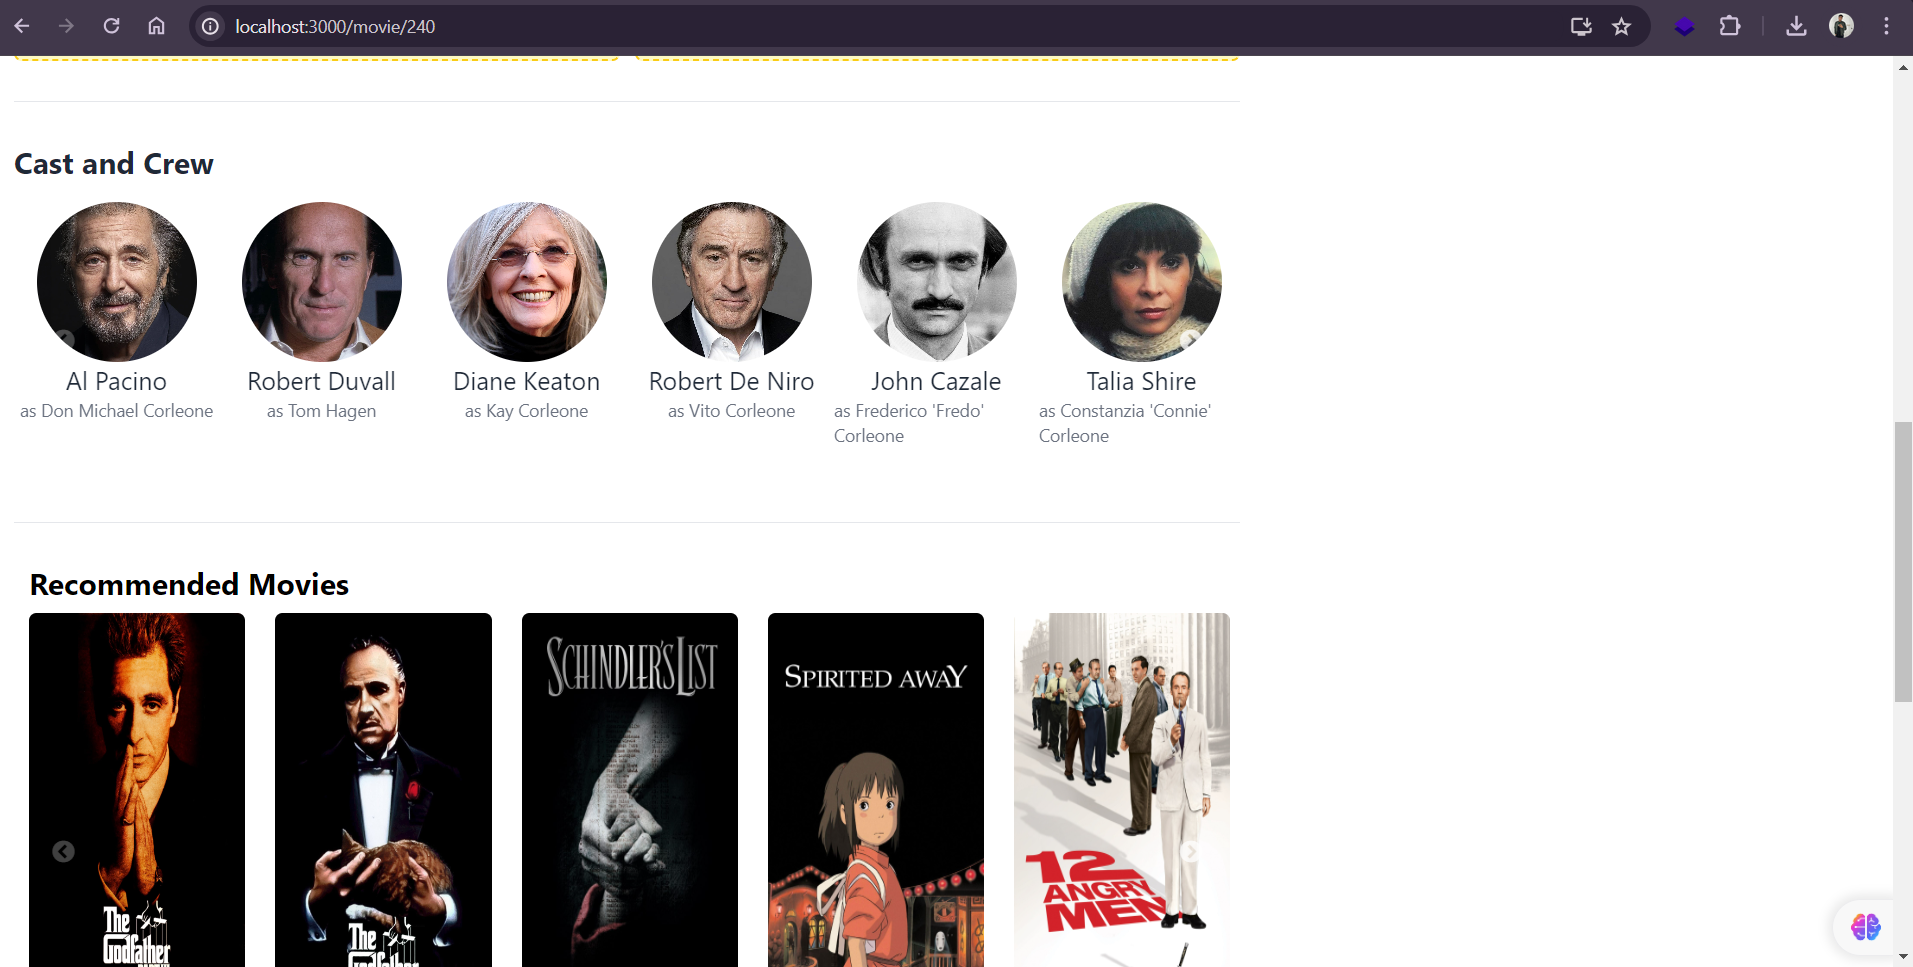 localhost:3000/movie/240
Cast and Crew
Al Pacino
as Don Michael Corleone
Robert Duvall
as Tom Hagen
Diane Keaton
as Kay Corleone
Robert De Niro
as Vito Corleone
John Cazale
as Frederico 'Fredo'
Corleone
Talia Shire
as Constanzia 'Connie'
Corleone
Recommended Movies
The
Godfather
The
Godfather
SCHINDLER'S LIST
SPIRITED AWAY
12
ANGRY
MEN